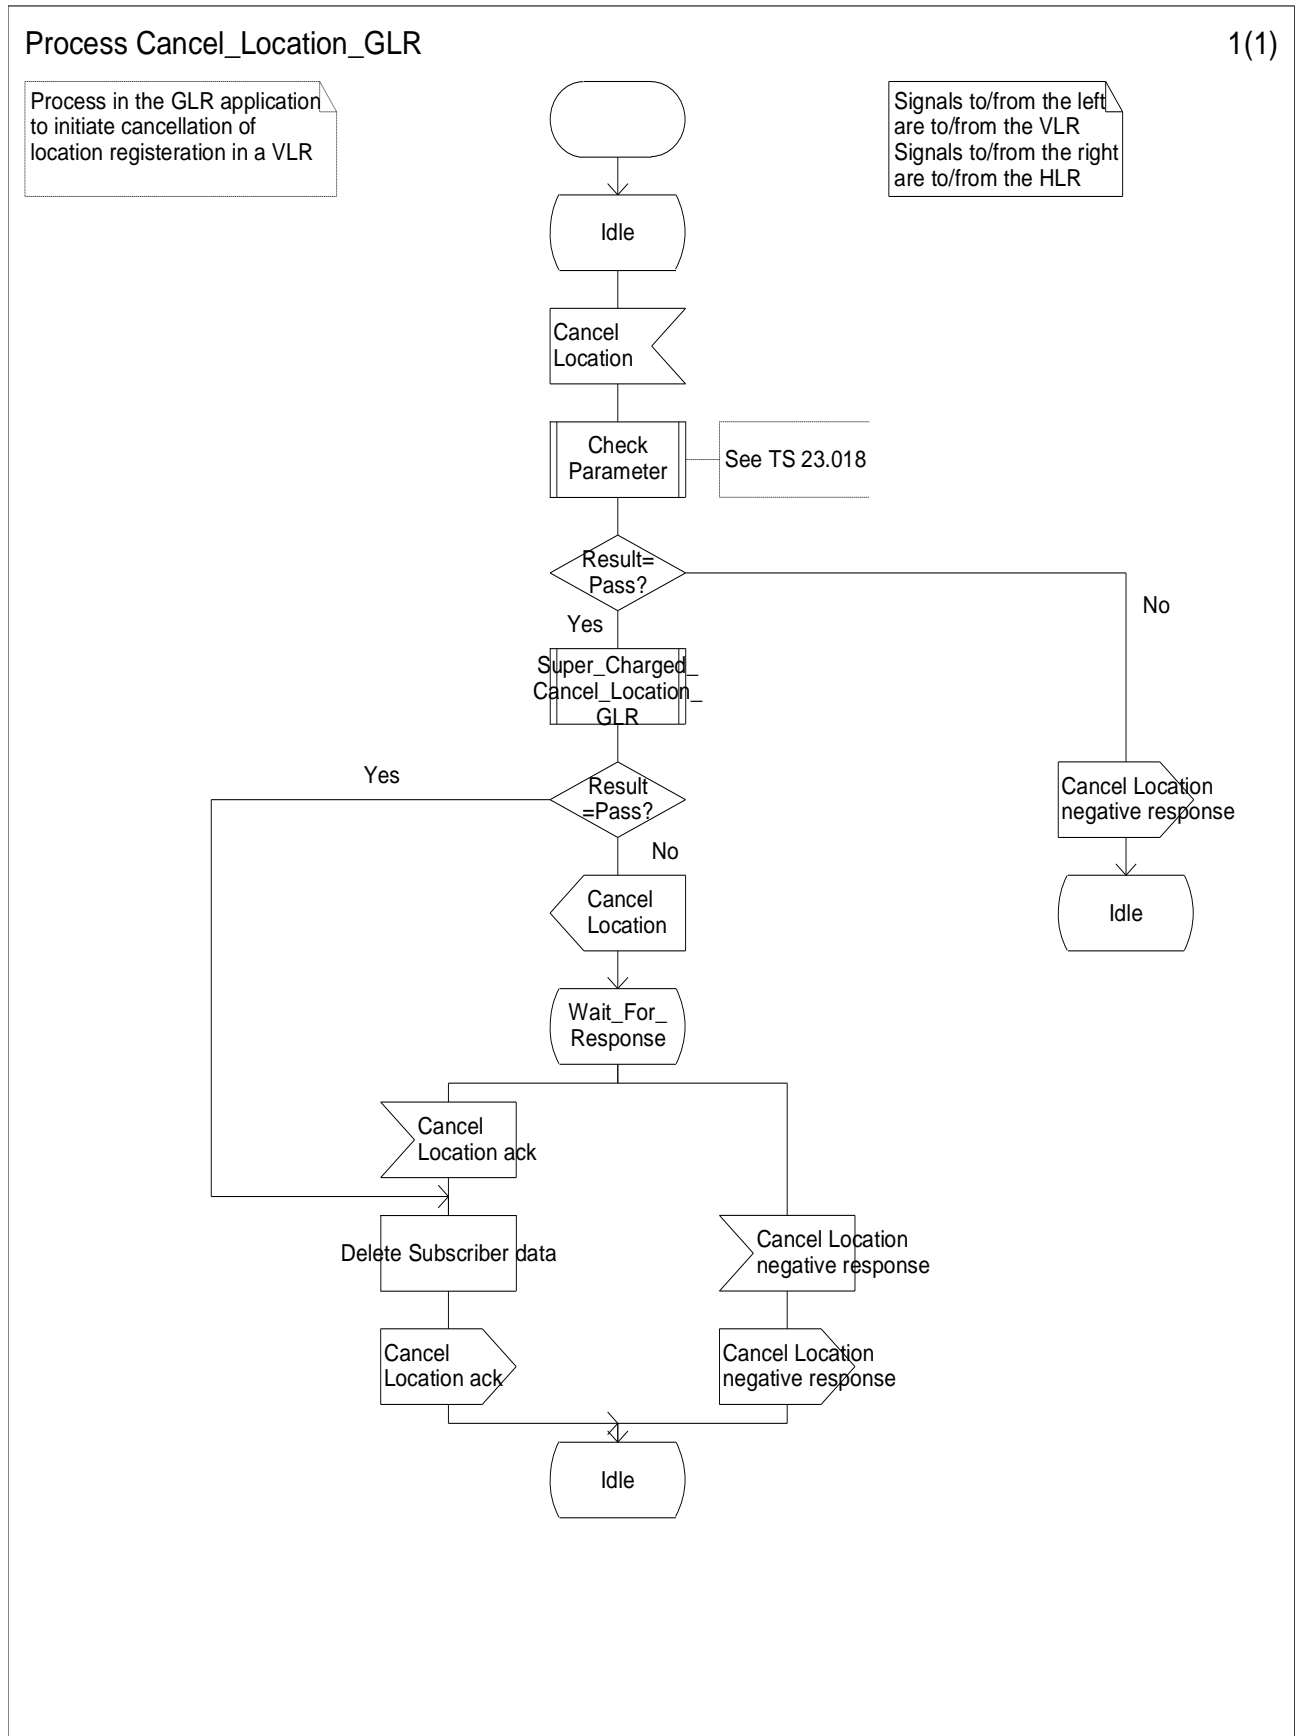 Process Cancel_Location_GLR
1(1)
Process in the GLR application
to initiate cancellation of
location registeration in a VLR
Signals to/from the left
are to/from the VLR
Signals to/from the right
are to/from the HLR
Idle
Cancel
Location
Check
Parameter
See TS 23.018
Result=
Pass?
No
Yes
Super_Charged_
Cancel_Location_
GLR
Yes
Result
=Pass?
Cancel Location
negative response
No
Cancel
Location
Idle
Wait_For_
Response
Cancel
Location ack
Delete Subscriber data
Cancel Location
negative response
Cancel
Location ack
Cancel Location
negative response
Idle